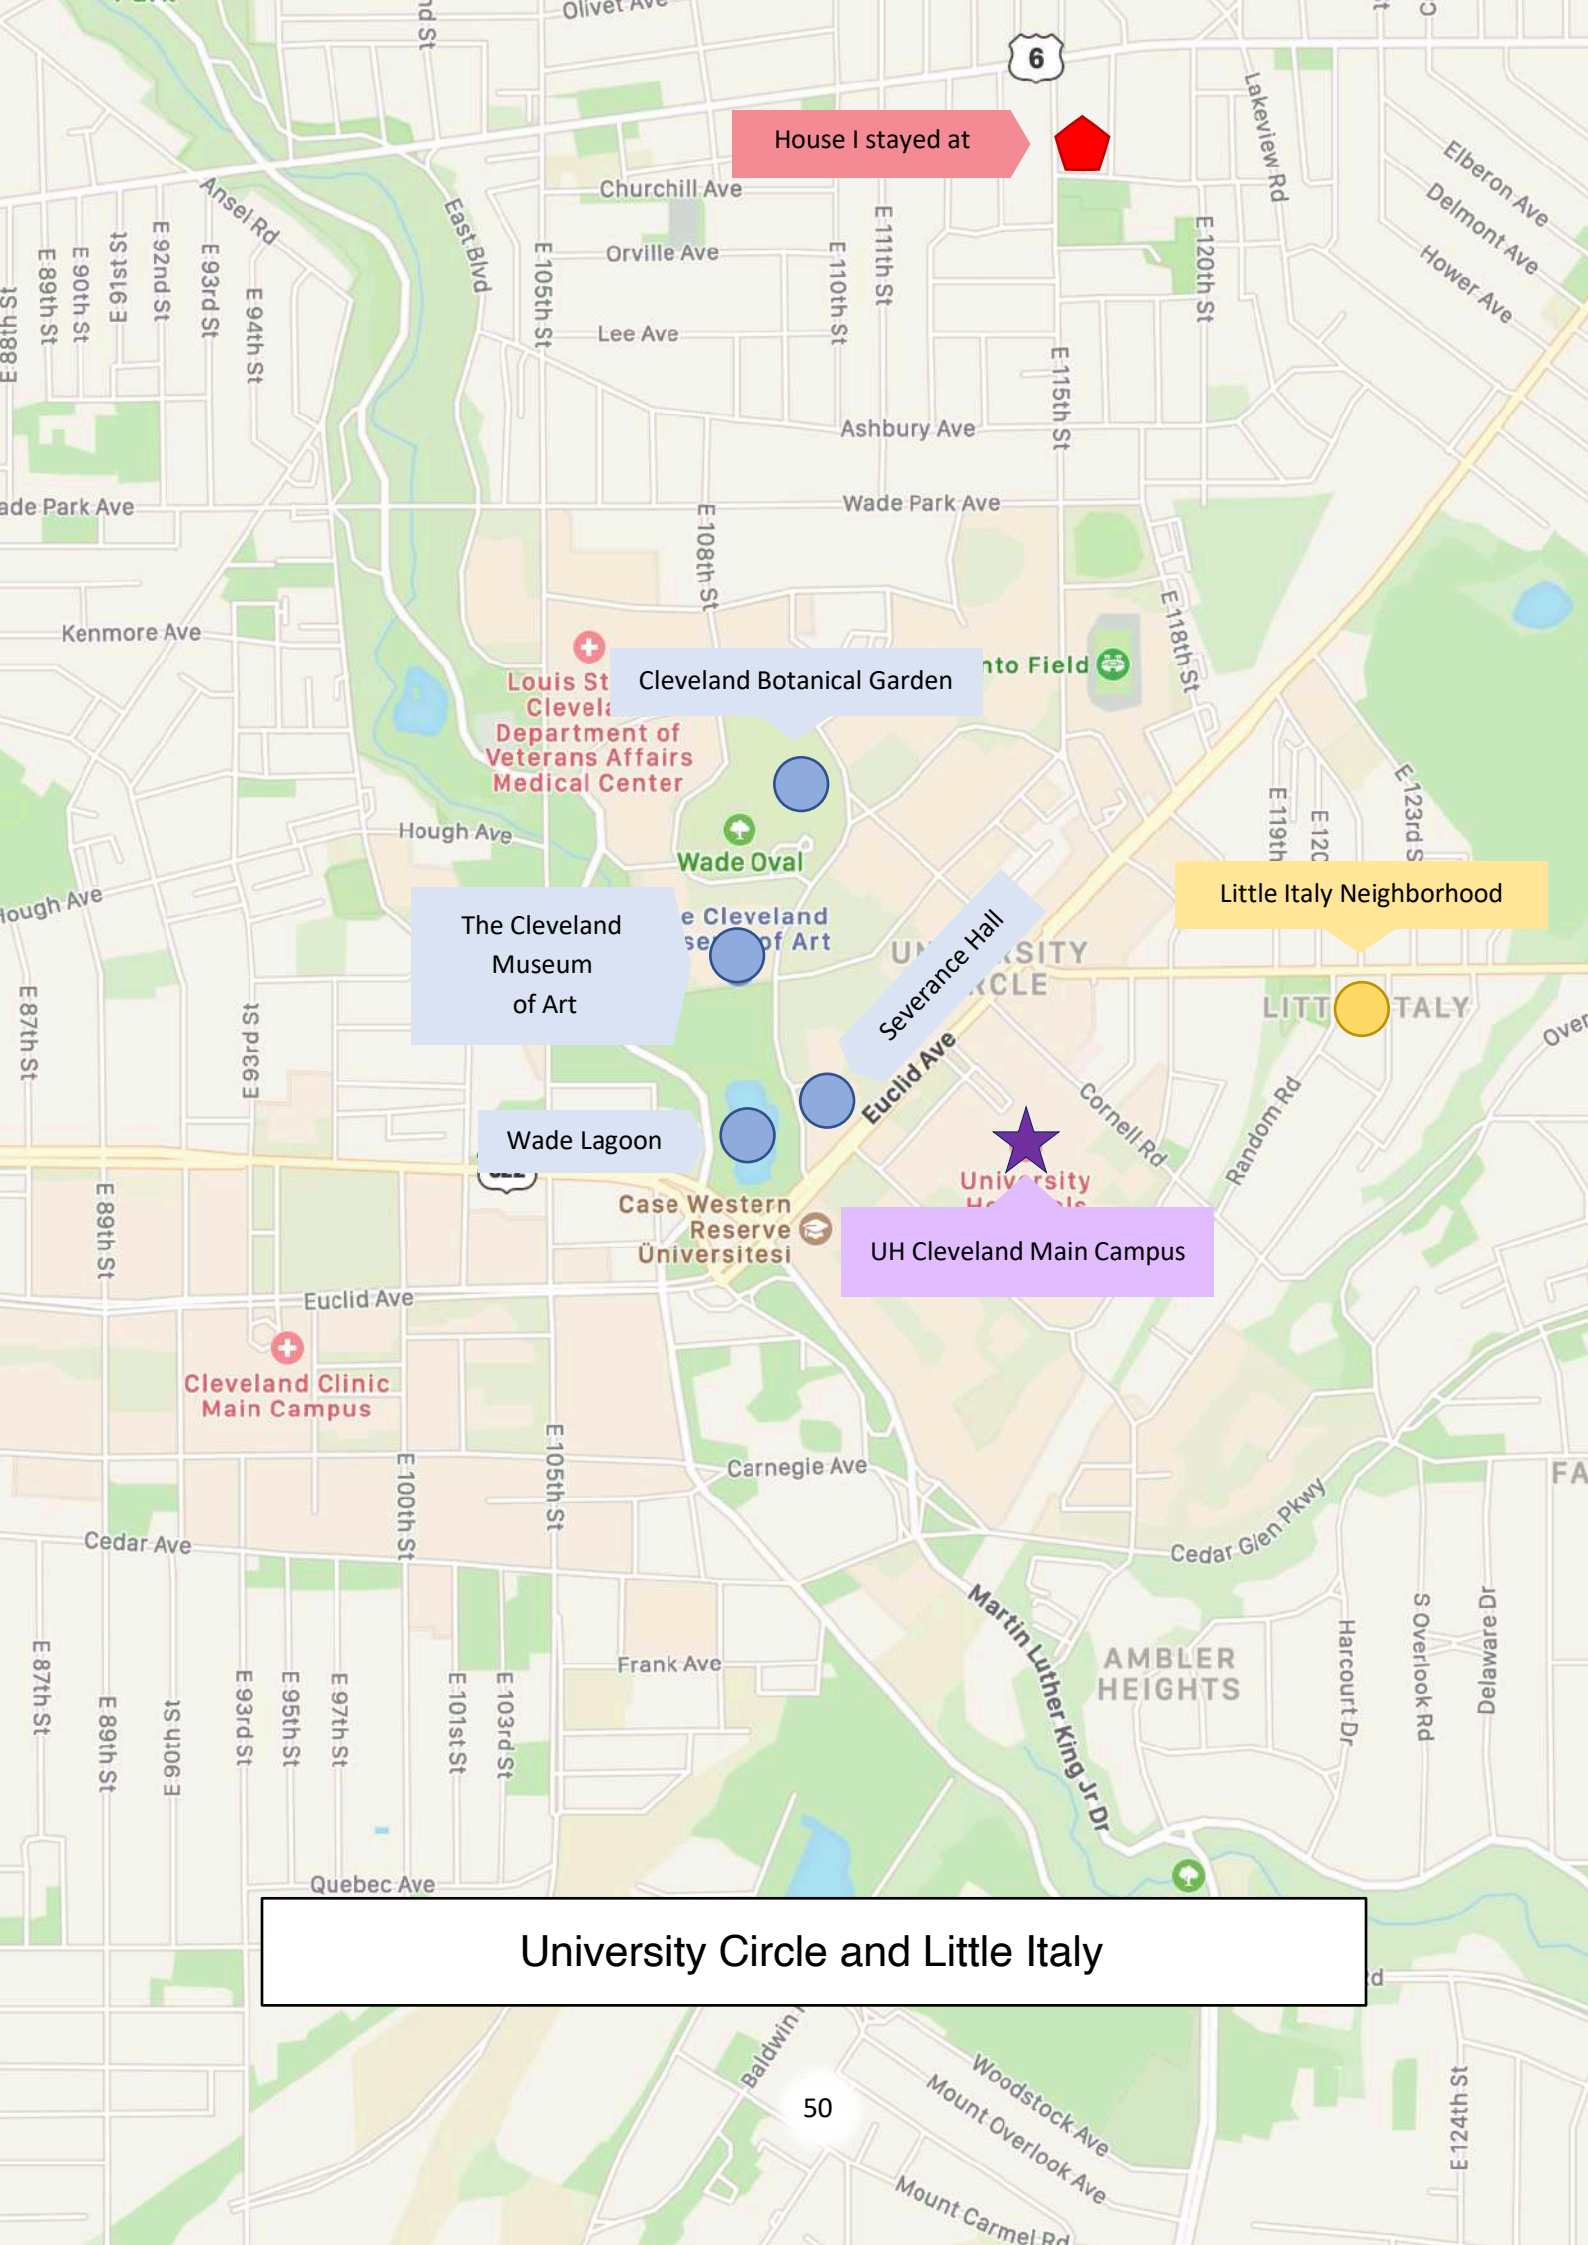 Olivet Ave
6
House I stayed at
Lakeview Rd
Elberon Ave
Delmont Ave
Hower Ave
Ansel Rd
East Blvd
Churchill Ave
Orville Ave
Lee Ave
E 88th St
E 89th St
E 90th St
E 91st St
E 92nd St
E 93rd St
E 94th St
E 105th St
E 110th St
E 111th St
E 115th St
E 120th St
Ashbury Ave
ade Park Ave
Wade Park Ave
E 108th St
E 118th St
Kenmore Ave
Louis St
Clevela
Department of
Veterans Affairs
Medical Center
Cleveland Botanical Garden
nto Field
Hough Ave
Wade Oval
E 119th
E 120
E 123rd S
Hough Ave
The Cleveland
Museum
of Art
e Cleveland
of Art
Severance Hall
Little Italy Neighborhood
LITT
TALY
E 87th St
E 93rd St
Euclid Ave
Cornell Rd
Random Rd
Over
Wade Lagoon
Case Western
Reserve
Üniversitesi
UH Cleveland Main Campus
E 89th St
Euclid Ave
Cleveland Clinic
Main Campus
E 100th St
E 105th St
Carnegie Ave
FA
Cedar Ave
Cedar Glen Pkwy
Martin Luther King Jr Dr
Frank Ave
AMBLER
HEIGHTS
Harcourt Dr
S Overlook Rd
Delaware Dr
E 87th St
E 89th St
E 90th St
E 93rd St
E 95th St
E 97th St
E 101st St
E 103rd St
Quebec Ave
University Circle and Little Italy
Rd
Baldwin
50
Woodstock Ave
Mount Overlook Ave
Mount Carmel Rd
E 124th St